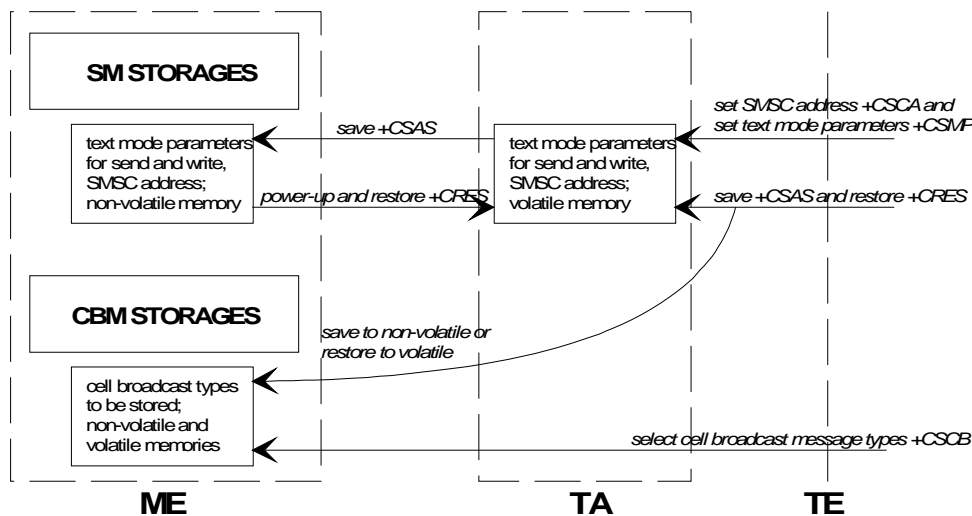 SM STORAGES
set SMSC address +CSCA and
set text mode parameters +CSMP
save +CSAS
text mode parameters
for send and write,
SMSC address;
non-volatile memory
text mode parameters
for send and write,
SMSC address;
volatile memory
power-up and restore +CRES
save +CSAS and restore +CRES
CBM STORAGES
save to non-volatile or
restore to volatile
cell broadcast types
to be stored;
non-volatile and
volatile memories
select cell broadcast message types +CSCB
ME
TA
TE